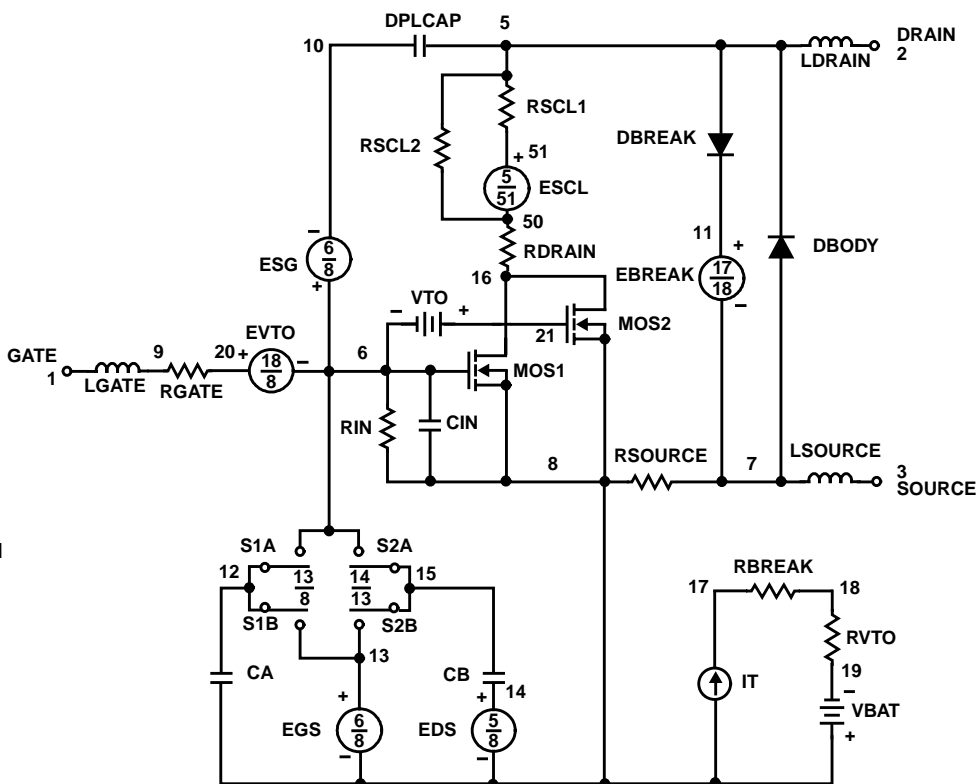 DPLCAP 5
10
DRAIN
2
LDRAIN
RSCL1
RSCL2
+ 51
DBREAK
5
51
ESCL
50
RDRAIN
11
+
DBODY
−
6
8
ESG
+
EBREAK
17
18
−
16
VTO
− +
21
MOS2
EVTO
GATE
1
9
20 +
18
8
−
6
MOS1
LGATE
RGATE
RIN
CIN
8
RSOURCE
7
LSOURCE
3
SOURCE
S1A
S2A
12
13
8
14
13
15
S1B
S2B
13
RBREAK
17
18
RVTO
CA
CB
14
19
IT
−
VBAT
+
+
EGS
6
8
−
+
EDS
5
8
−